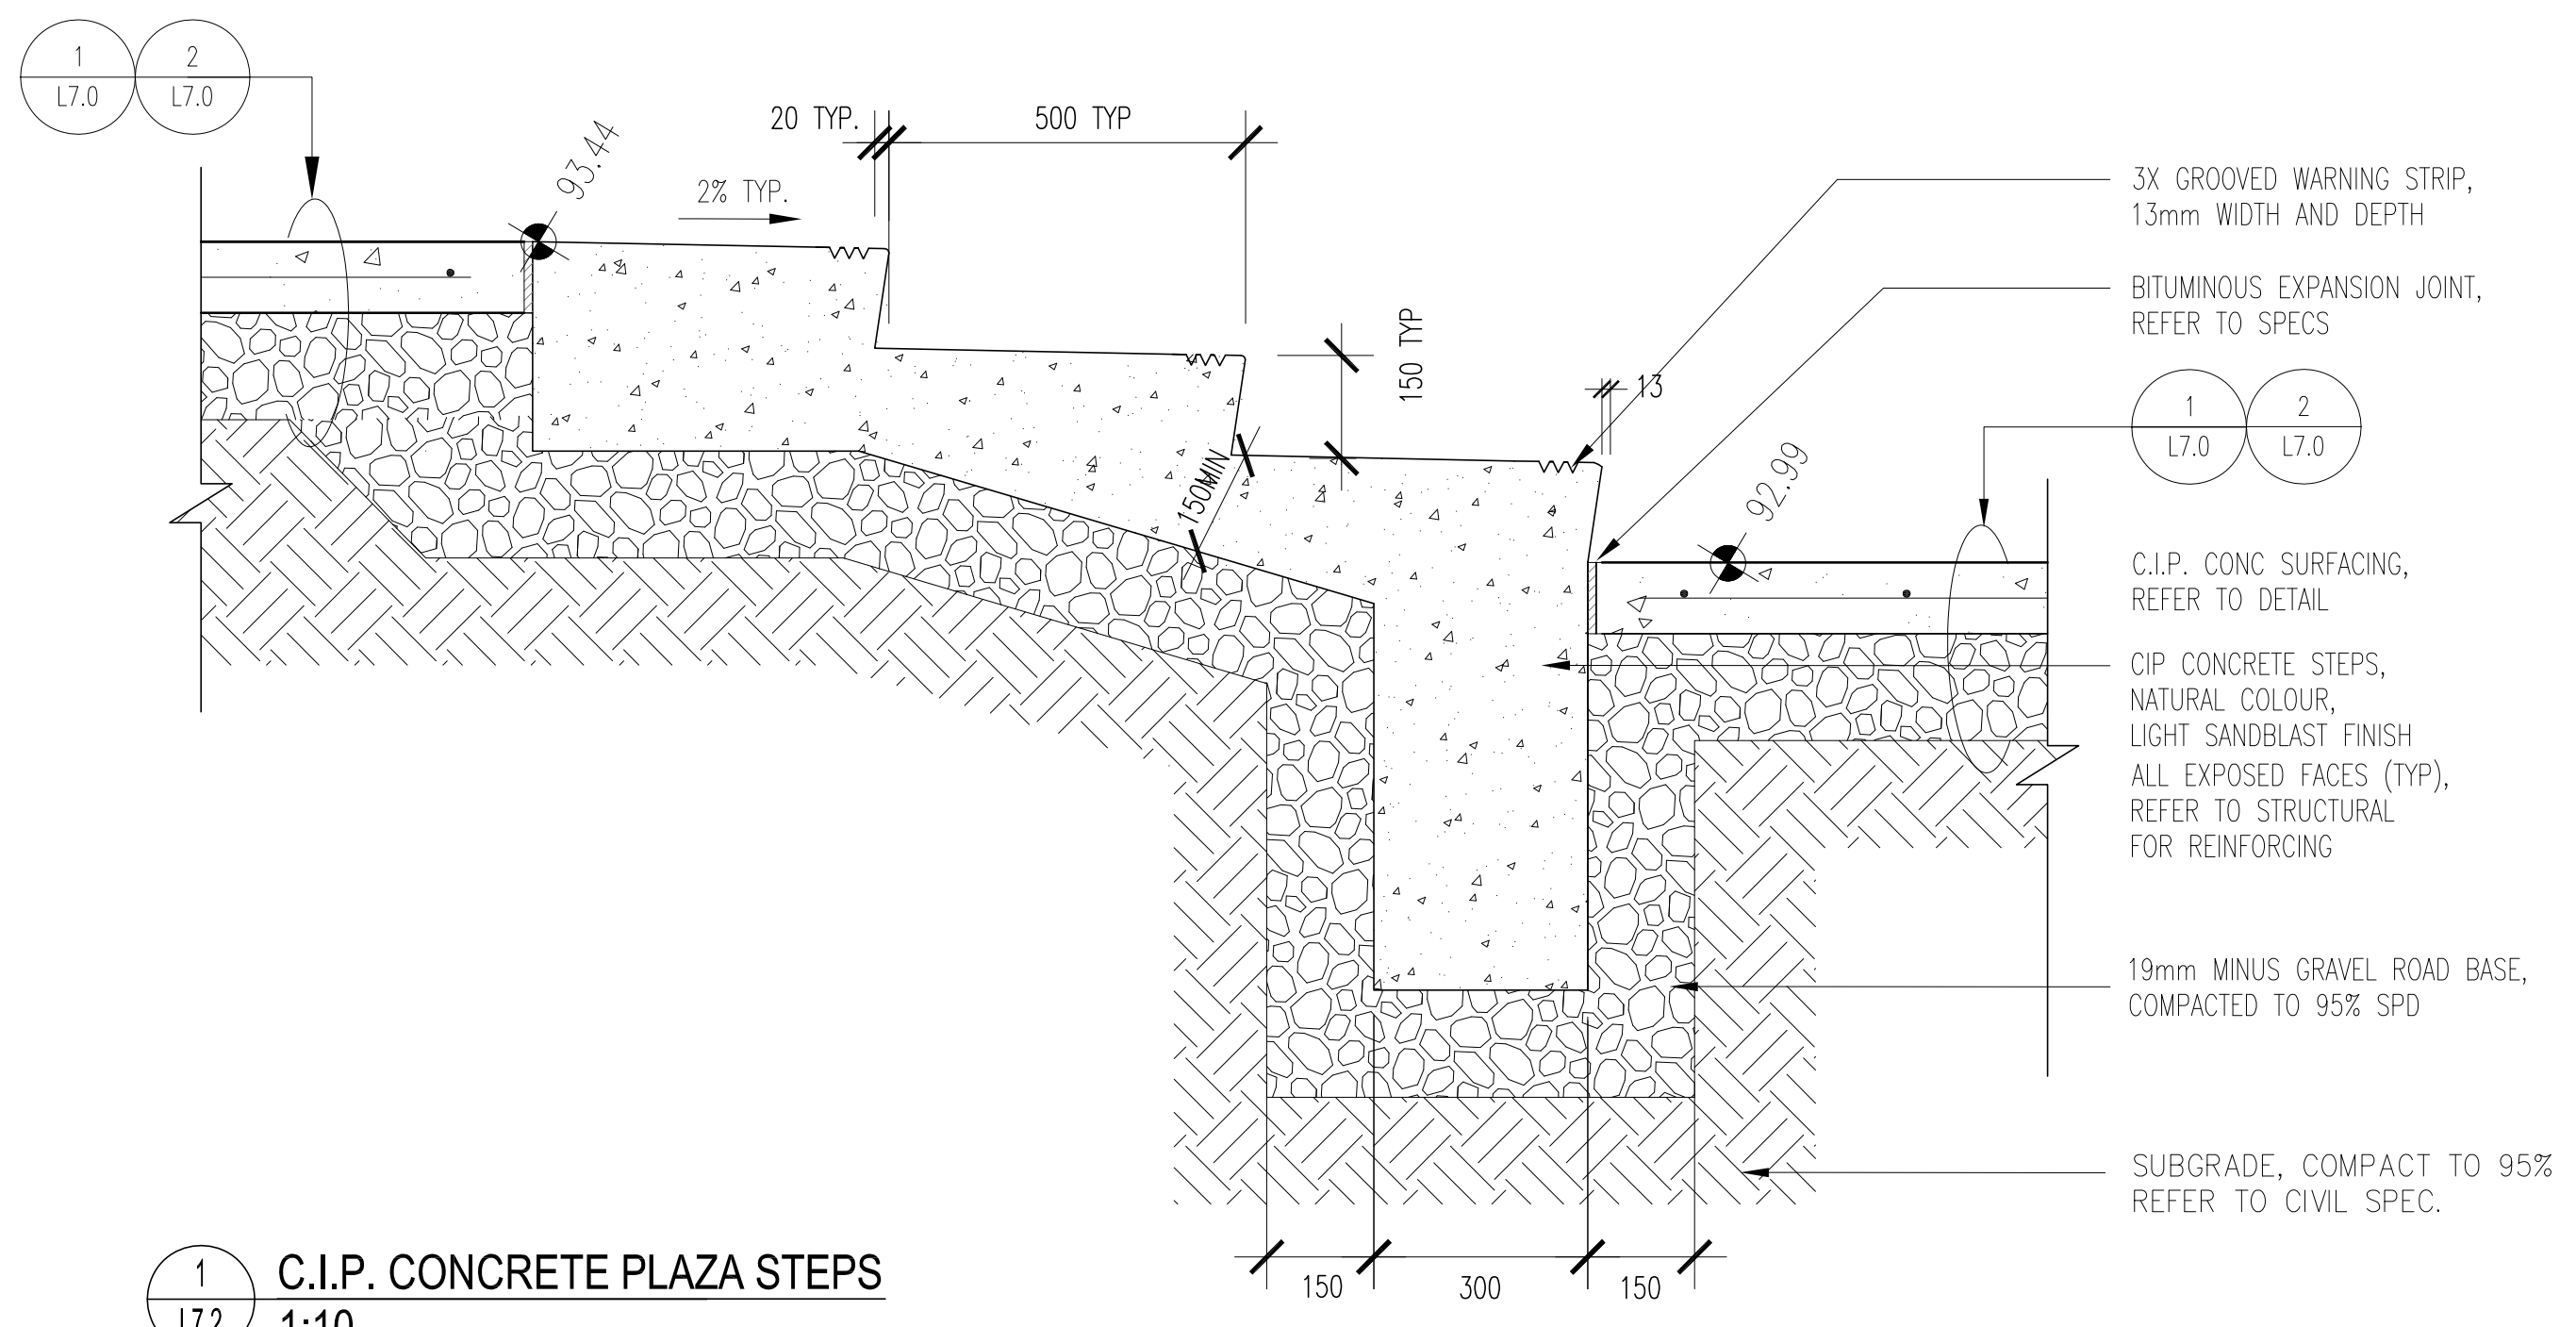 1
L7.0
2
L7.0
93.44
2% TYP.
20 TYP.
500 TYP
150 TYP
150MIN
13
92.99
3X GROOVED WARNING STRIP,
13mm WIDTH AND DEPTH
BITUMINOUS EXPANSION JOINT,
REFER TO SPECS
1
L7.0
2
L7.0
C.I.P. CONC SURFACING,
REFER TO DETAIL
CIP CONCRETE STEPS,
NATURAL COLOUR,
LIGHT SANDBLAST FINISH
ALL EXPOSED FACES (TYP),
REFER TO STRUCTURAL
FOR REINFORCING
19mm MINUS GRAVEL ROAD BASE,
COMPACTED TO 95% SPD
SUBGRADE, COMPACT TO 95%
REFER TO CIVIL SPEC.
150
300
150
1
L7.2
C.I.P. CONCRETE PLAZA STEPS
1:10